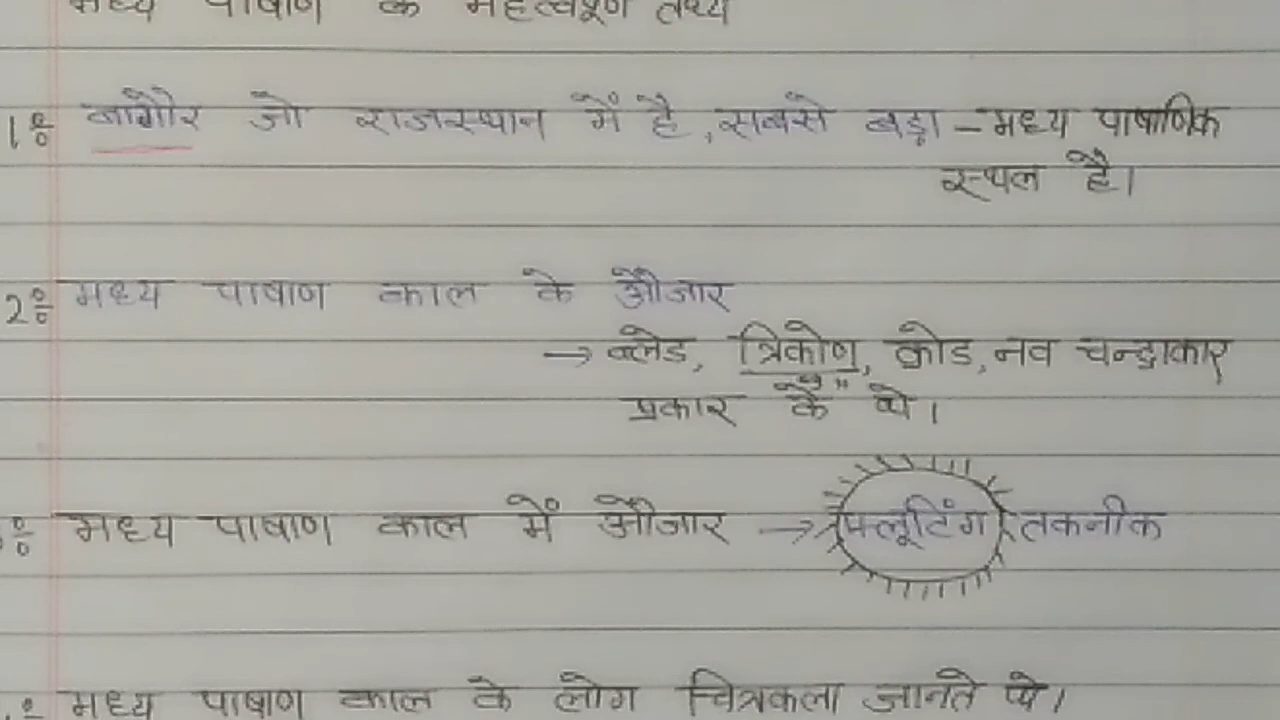 मध्य पाषाण के महत्वपूर्ण तथ्य
1ः बागौर जो राजस्थान में है, सबसे बड़ा - मध्य पाषाणिक
स्थल है।
2ः मध्य पाषाण काल के औजार
→ ब्लेड, त्रिकोण, क्रोड, नव चन्द्राकार
प्रकार के थे।
मध्य पाषाण काल में औजार → फ्लूटिंग तकनीक
मध्य पाषाण काल के लोग चित्रकला जानते थे।